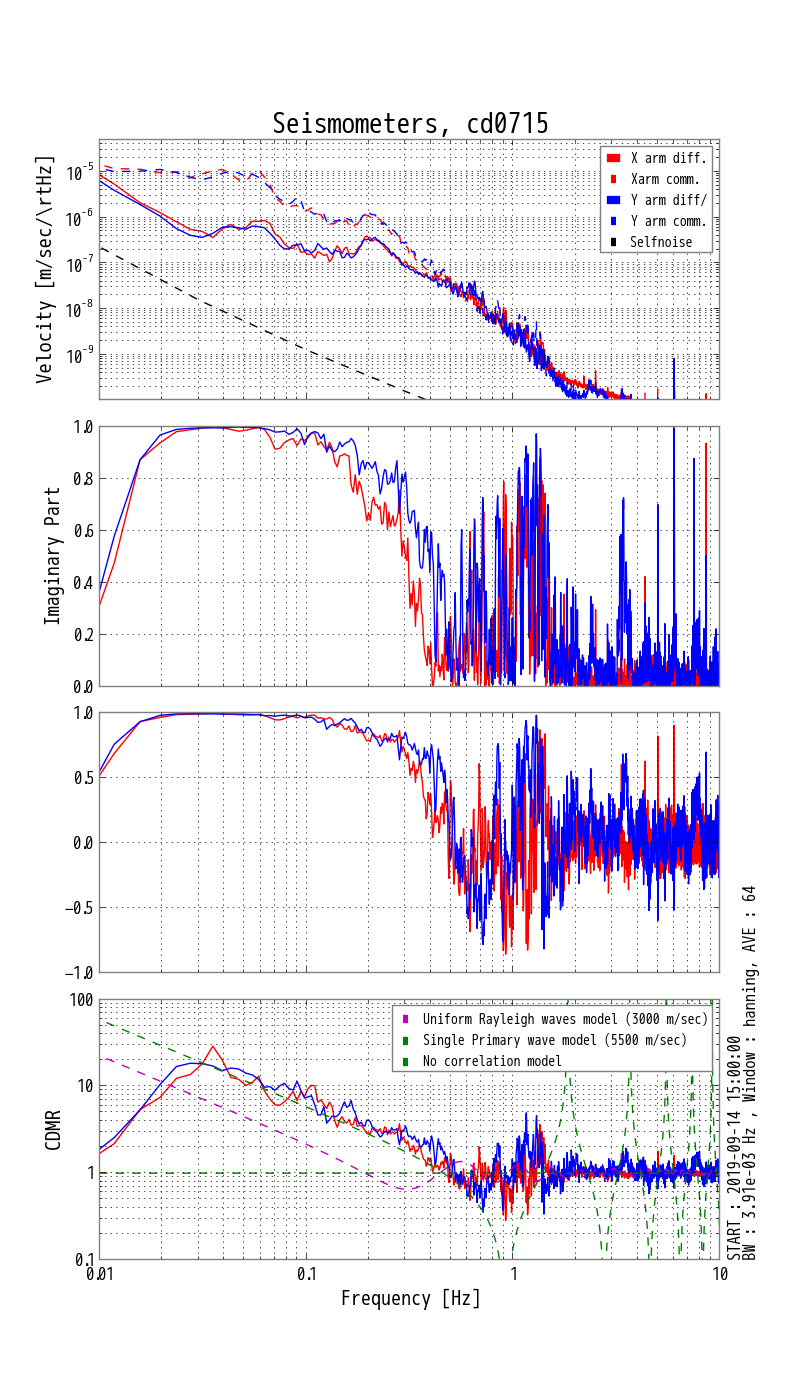 Seismometers, cd0715
Velocity [m/sec/\rtHz]
10^-5
10^-6
10^-7
10^-8
10^-9
X arm diff.
Xarm comm.
Y arm diff/
Y arm comm.
Selfnoise
Imaginary Part
1.0
0.8
0.6
0.4
0.2
0.0
1.0
0.5
0.0
−0.5
−1.0
CDMR
100
10
1
0.1
Uniform Rayleigh waves model (3000 m/sec)
Single Primary wave model (5500 m/sec)
No correlation model
0.01 0.1 1 10
Frequency [Hz]
START : 2019-09-14 15:00:00
BW : 3.91e-03 Hz , Window : hanning, AVE : 64